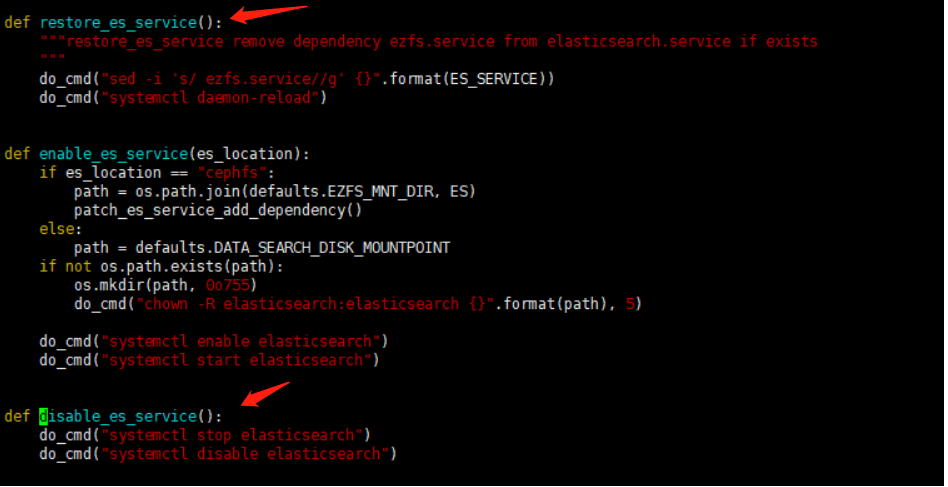 def restore_es_service():
    """restore_es_service remove dependency ezfs.service from elasticsearch.service if exists
    """
    do_cmd("sed -i 's/ ezfs.service//g' {}".format(ES_SERVICE))
    do_cmd("systemctl daemon-reload")
def enable_es_service(es_location):
    if es_location == "cephfs":
        path = os.path.join(defaults.EZFS_MNT_DIR, ES)
        patch_es_service_add_dependency()
    else:
        path = defaults.DATA_SEARCH_DISK_MOUNTPOINT
    if not os.path.exists(path):
        os.mkdir(path, 0o755)
        do_cmd("chown -R elasticsearch:elasticsearch {}".format(path), 5)
    do_cmd("systemctl enable elasticsearch")
    do_cmd("systemctl start elasticsearch")
def disable_es_service():
    do_cmd("systemctl stop elasticsearch")
    do_cmd("systemctl disable elasticsearch")